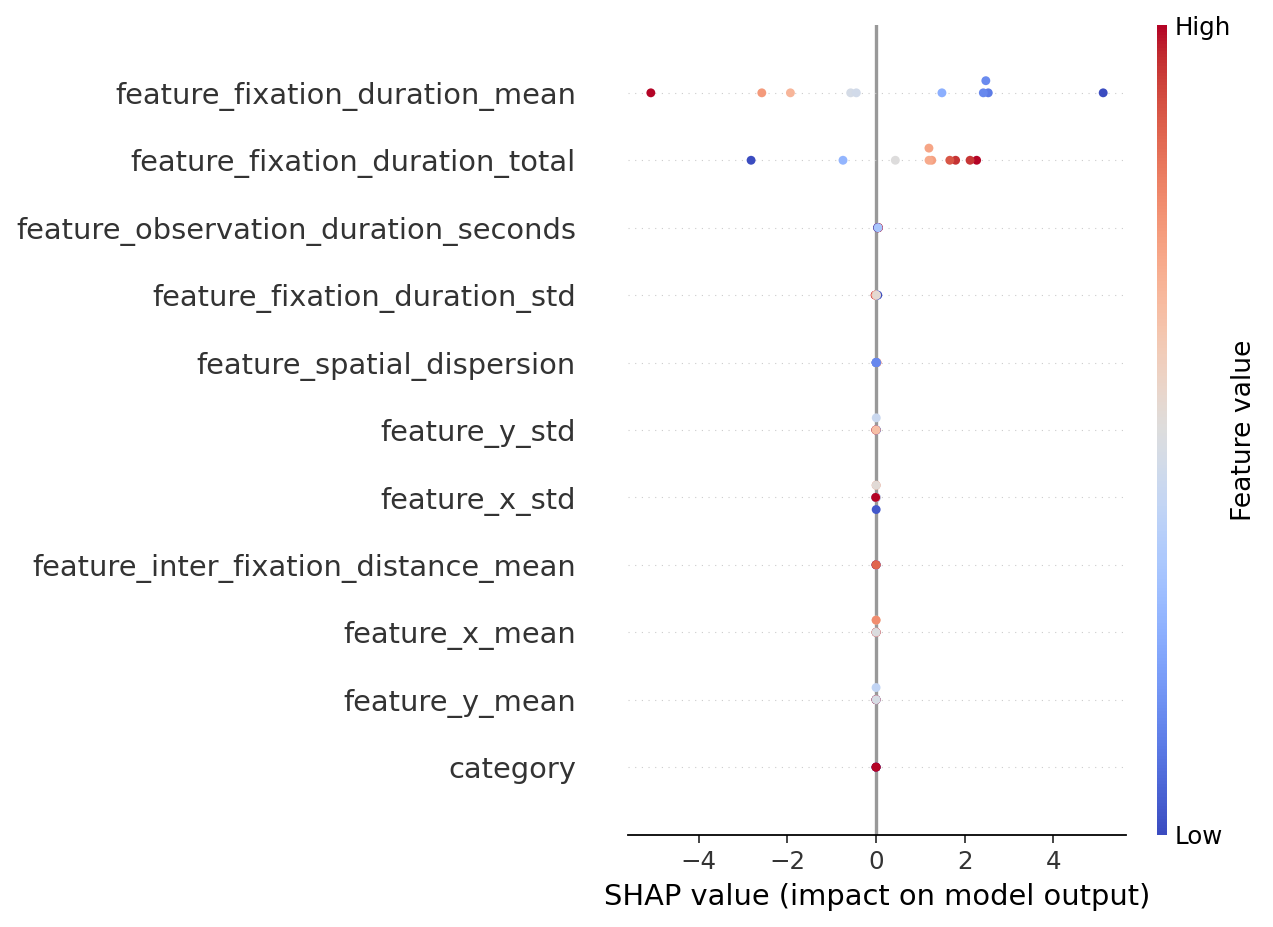 High
feature_fixation_duration_mean
feature_fixation_duration_total
feature_observation_duration_seconds
feature_fixation_duration_std
feature_spatial_dispersion
feature_y_std
feature_x_std
feature_inter_fixation_distance_mean
feature_x_mean
feature_y_mean
category
Feature value
Low
−4 −2 0 2 4
SHAP value (impact on model output)